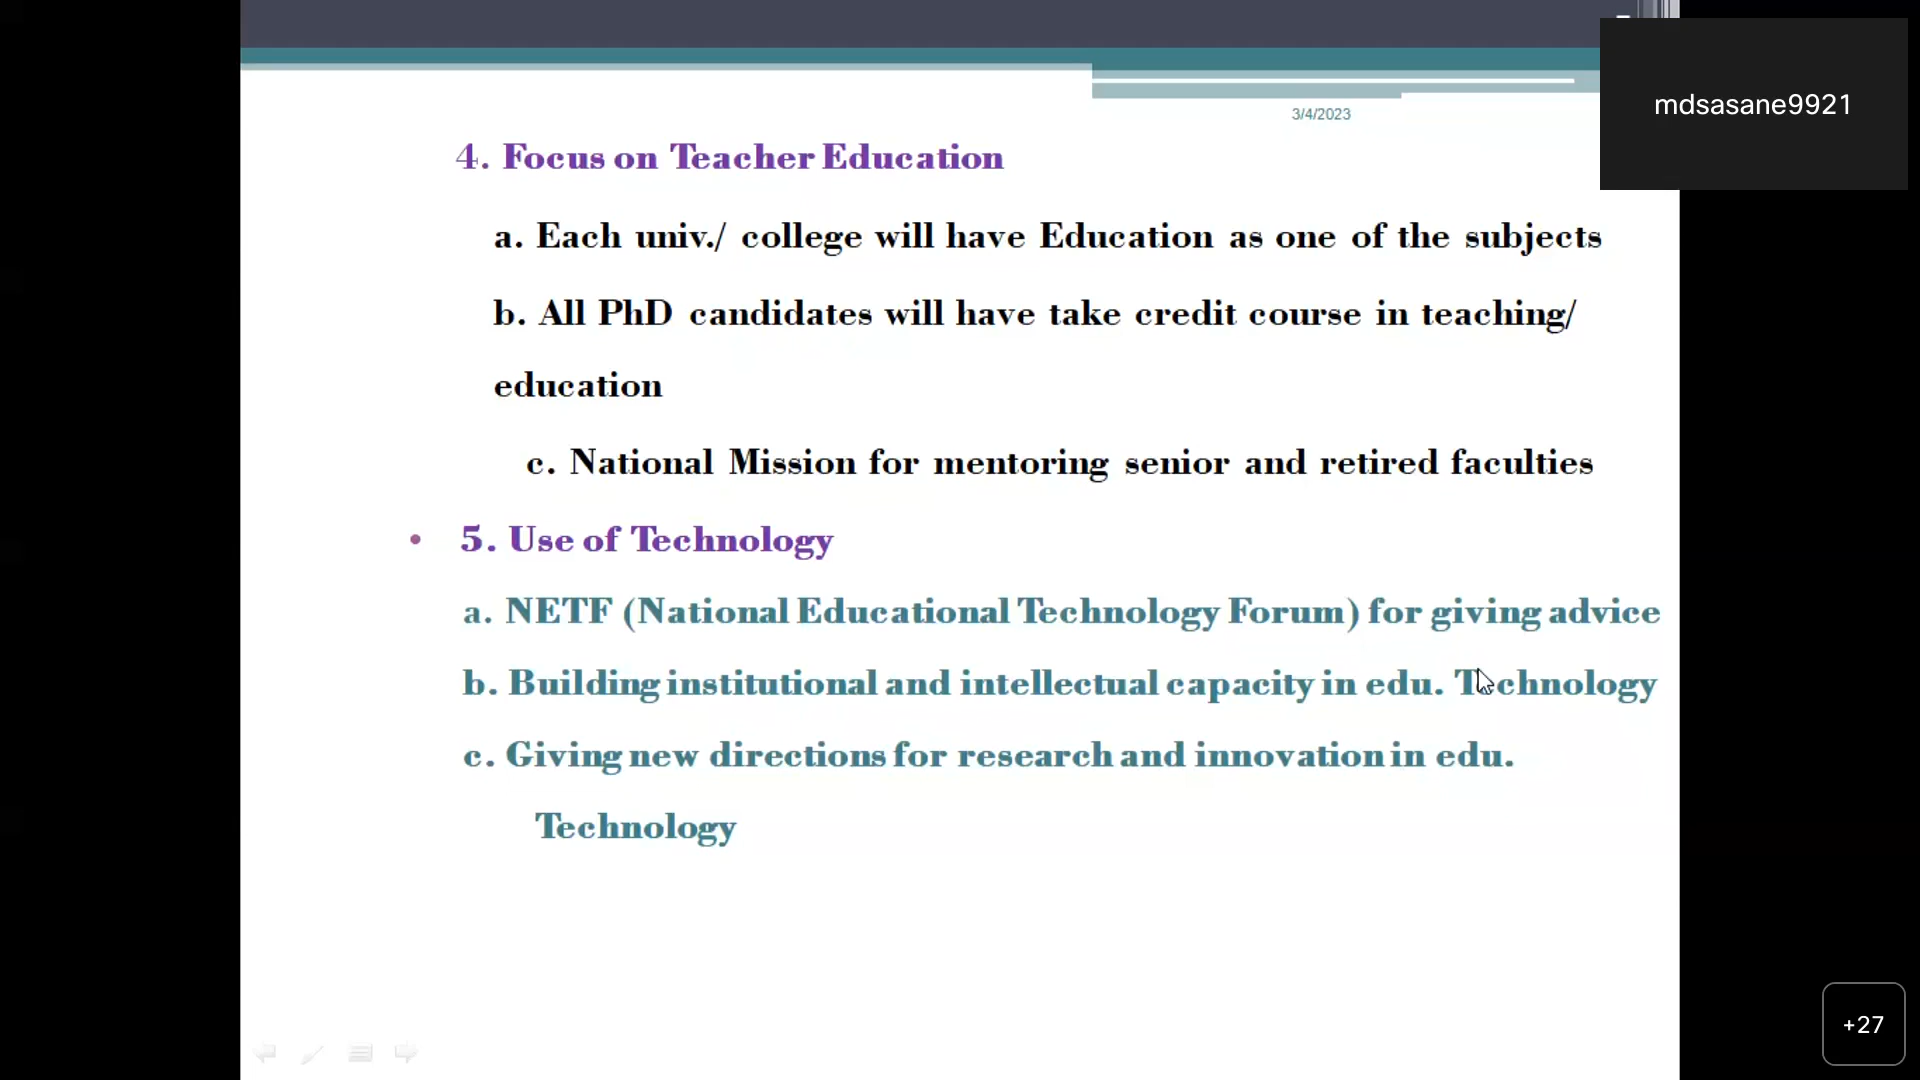 mdsasane9921
3/4/2023
4. Focus on Teacher Education
a. Each univ./ college will have Education as one of the subjects
b. All PhD candidates will have take credit course in teaching/
education
c. National Mission for mentoring senior and retired faculties
• 5. Use of Technology
a. NETF (National Educational Technology Forum) for giving advice
b. Building institutional and intellectual capacity in edu. Technology
c. Giving new directions for research and innovation in edu.
Technology
+27